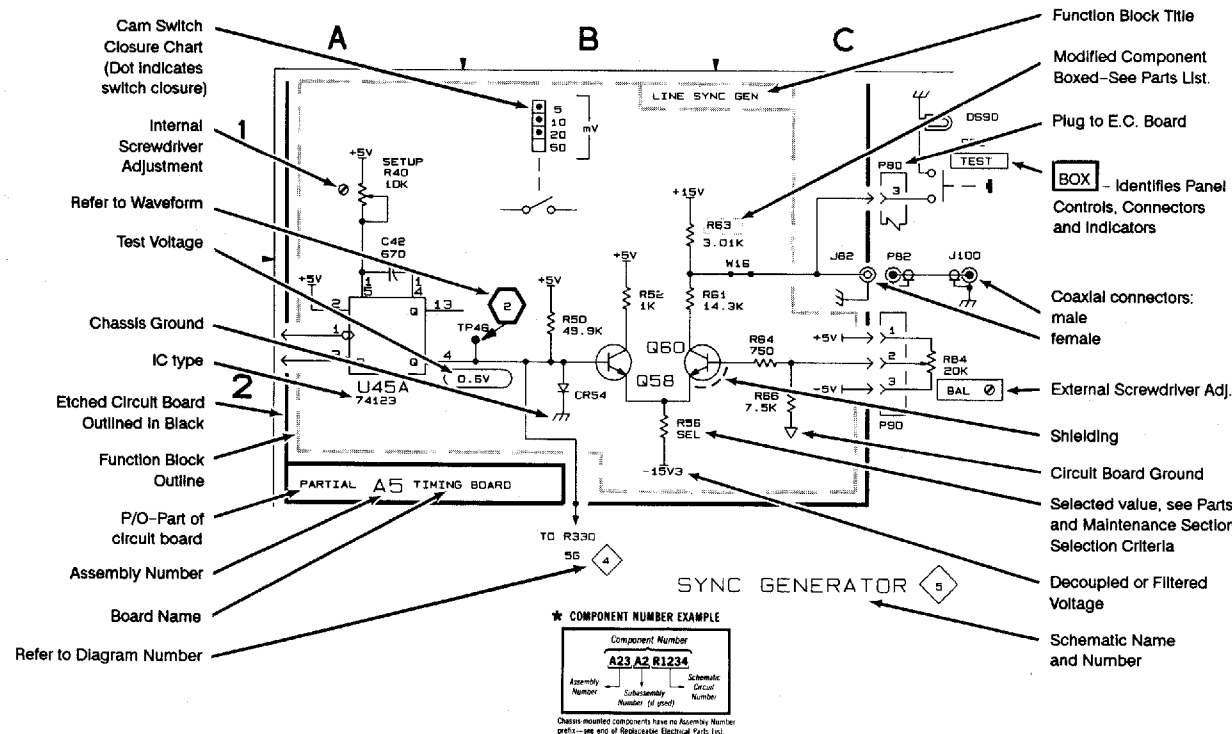 Cam Switch
Closure Chart
(Dot indicates
switch closure)
Internal
Screwdriver
Adjustment
Refer to Waveform
Test Voltage
Chassis Ground
IC type
Etched Circuit Board
Outlined in Black
Function Block
Outline
P/O–Part of
circuit board
Assembly Number
Board Name
Refer to Diagram Number
A
B
C
1
2
5
10
20
50
mV
LINE SYNC GEN
+5V
SETUP
R40
10K
C42
670
+5V
1
5
1
4
2
Q
13
1
3
Q
4
U45A
74123
TP46
2
0.6V
+5V
R50
49.9K
CR54
+5V
R52
1K
+15V
R63
3.01K
W16
R61
14.3K
Q60
Q58
R64
750
R66
7.5K
R56
SEL
-15V3
PARTIAL A5 TIMING BOARD
TO R330
5G
4
DS90
P80
TEST
3
J82
P82
J100
+5V
1
2
-5V
3
R84
20K
BAL
P90
SYNC GENERATOR 5
Function Block Title
Modified Component
Boxed–See Parts List.
Plug to E.C. Board
BOX – Identifies Panel
Controls, Connectors
and Indicators
Coaxial connectors:
male
female
External Screwdriver Adj.
Shielding
Circuit Board Ground
Selected value, see Parts
and Maintenance Section
Selection Criteria
Decoupled or Filtered
Voltage
Schematic Name
and Number
★ COMPONENT NUMBER EXAMPLE
Component Number
A23 A2 R1234
Assembly
Number
Subassembly
Number (if used)
Schematic
Circuit
Number
Chassis-mounted components have no Assembly Number
prefix—see end of Replaceable Electrical Parts List.